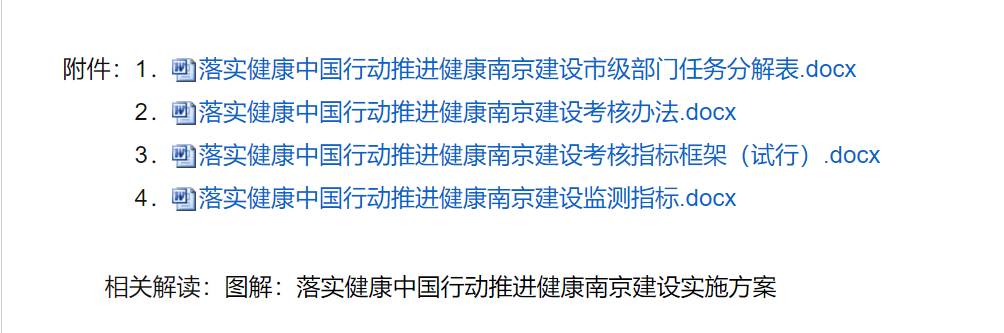 附件：1．落实健康中国行动推进健康南京建设市级部门任务分解表.docx
2．落实健康中国行动推进健康南京建设考核办法.docx
3．落实健康中国行动推进健康南京建设考核指标框架（试行）.docx
4．落实健康中国行动推进健康南京建设监测指标.docx
相关解读：图解：落实健康中国行动推进健康南京建设实施方案